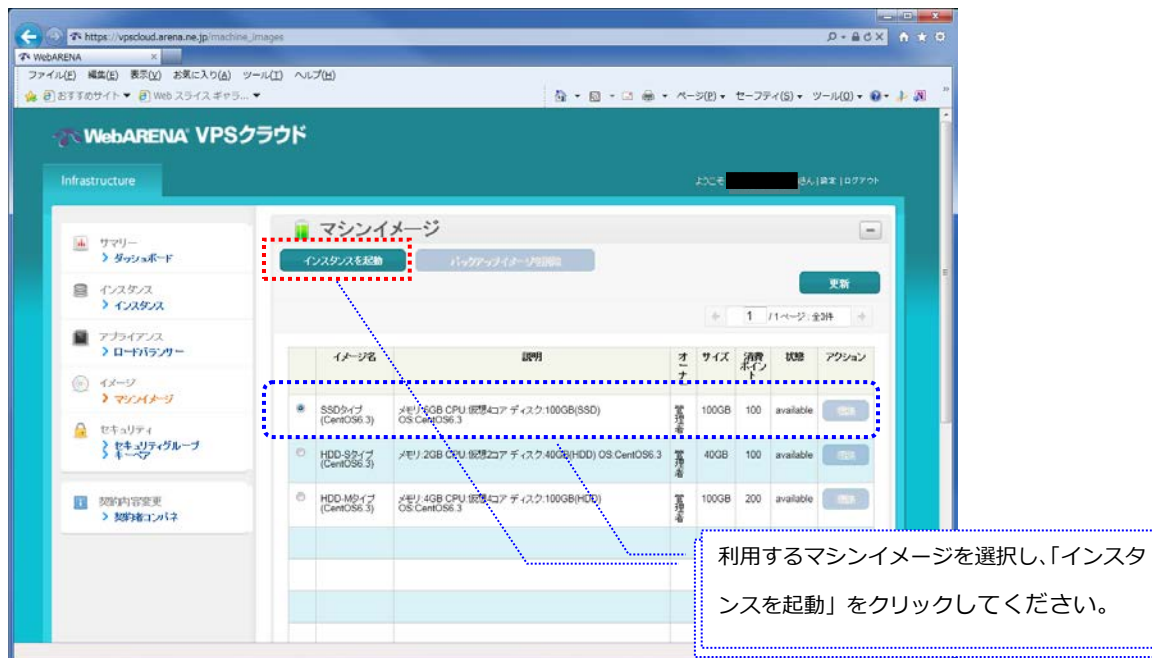 https://vpscloud.arena.ne.jp/machine_images
WebARENA
ファイル(F) 編集(E) 表示(V) お気に入り(A) ツール(T) ヘルプ(H)
おすすめサイト▼ Web スライス ギャラ...▼
ページ(P)▼ セーフティ(S)▼ ツール(O)▼
WebARENA VPSクラウド
Infrastructure
ようこそ さん|設定|ログアウト
サマリー
ダッシュボード
インスタンス
インスタンス
アプライアンス
ロードバランサー
イメージ
マシンイメージ
セキュリティ
セキュリティグループ
キーペア
契約内容変更
契約者コンパネ
マシンイメージ
インスタンスを起動 バックアップイメージを削除
更新
1 /1ページ:全3件
イメージ名 説明 オーナー サイズ 消費ポイント 状態 アクション
SSDタイプ (CentOS6.3) メモリ:6GB CPU:仮想4コア ディスク:100GB(SSD) OS:CentOS6.3 管理者 100GB 100 available
HDD-Sタイプ (CentOS6.3) メモリ:2GB CPU:仮想2コア ディスク:40GB(HDD) OS:CentOS6.3 管理者 40GB 100 available
HDD-Mタイプ (CentOS6.3) メモリ:4GB CPU:仮想4コア ディスク:100GB(HDD) OS:CentOS6.3 管理者 100GB 200 available
利用するマシンイメージを選択し、「インスタ
ンスを起動」をクリックしてください。